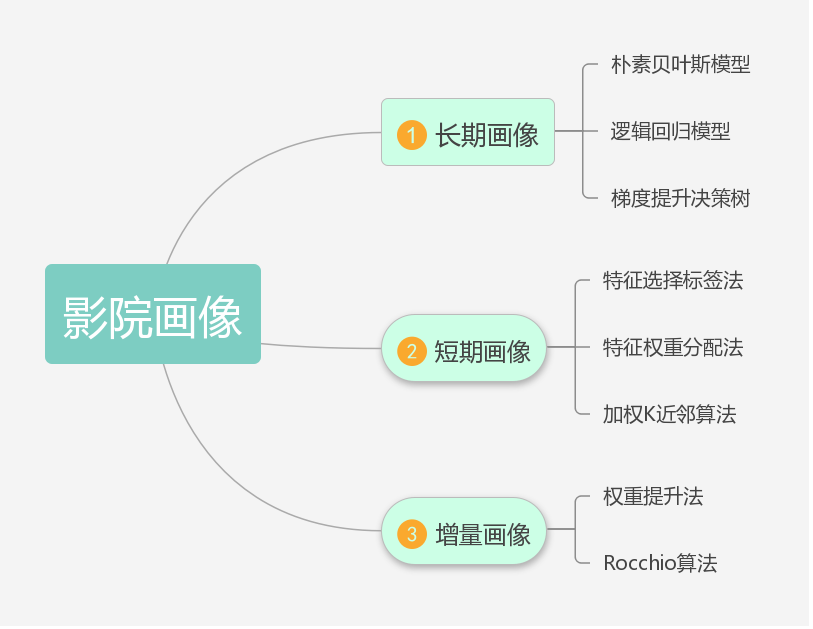 影院画像
1 长期画像
朴素贝叶斯模型
逻辑回归模型
梯度提升决策树
2 短期画像
特征选择标签法
特征权重分配法
加权K近邻算法
3 增量画像
权重提升法
Rocchio算法